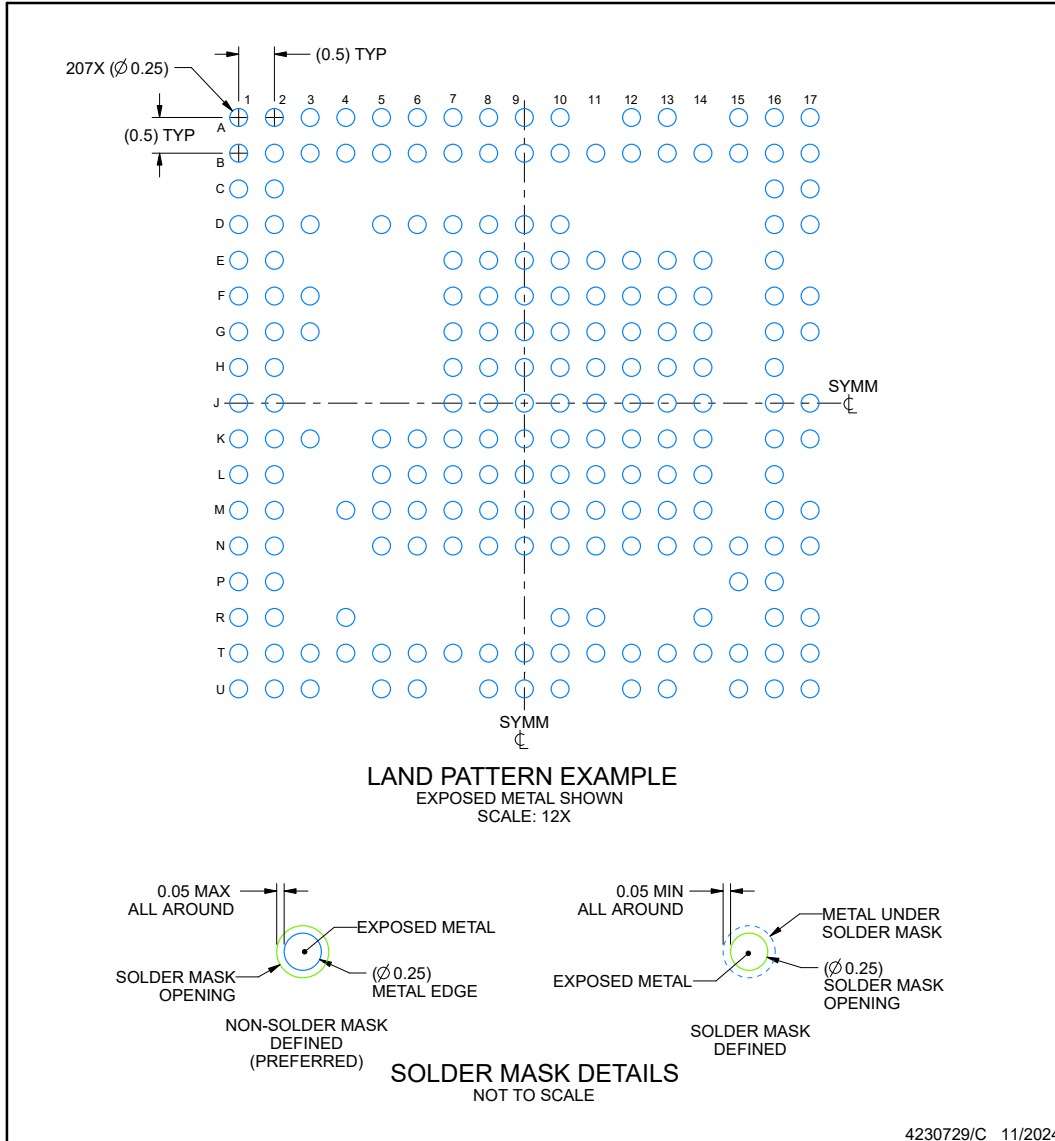 (0.5) TYP
207X (Ø 0.25)
1 2 3 4 5 6 7 8 9 10 11 12 13 14 15 16 17
A
(0.5) TYP
B
C
D
E
F
G
H
J
SYMM
℄
K
L
M
N
P
R
T
U
SYMM
℄
LAND PATTERN EXAMPLE
EXPOSED METAL SHOWN
SCALE: 12X
0.05 MAX
ALL AROUND
EXPOSED METAL
SOLDER MASK
OPENING
(Ø 0.25)
METAL EDGE
NON-SOLDER MASK
DEFINED
(PREFERRED)
0.05 MIN
ALL AROUND
METAL UNDER
SOLDER MASK
EXPOSED METAL
(Ø 0.25)
SOLDER MASK
OPENING
SOLDER MASK
DEFINED
SOLDER MASK DETAILS
NOT TO SCALE
4230729/C 11/2024